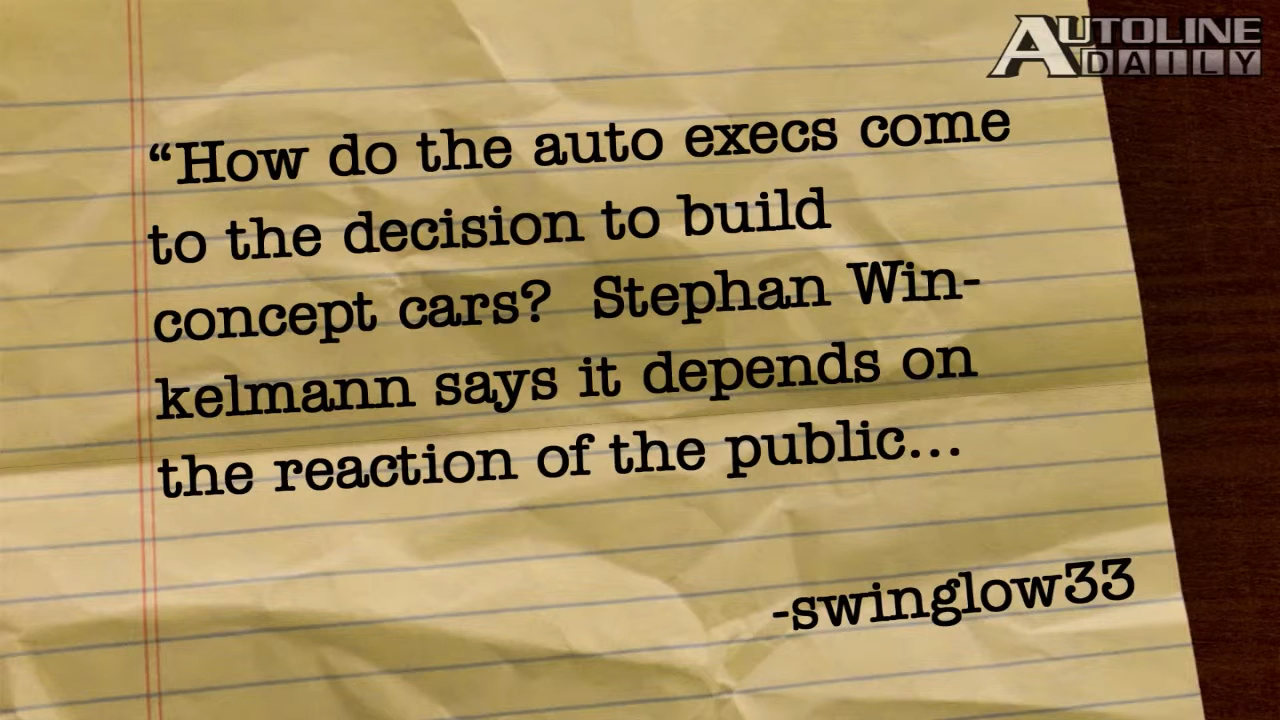 AUTOLINE
DAILY
“How do the auto execs come
to the decision to build
concept cars?  Stephan Win-
kelmann says it depends on
the reaction of the public...
-swinglow33